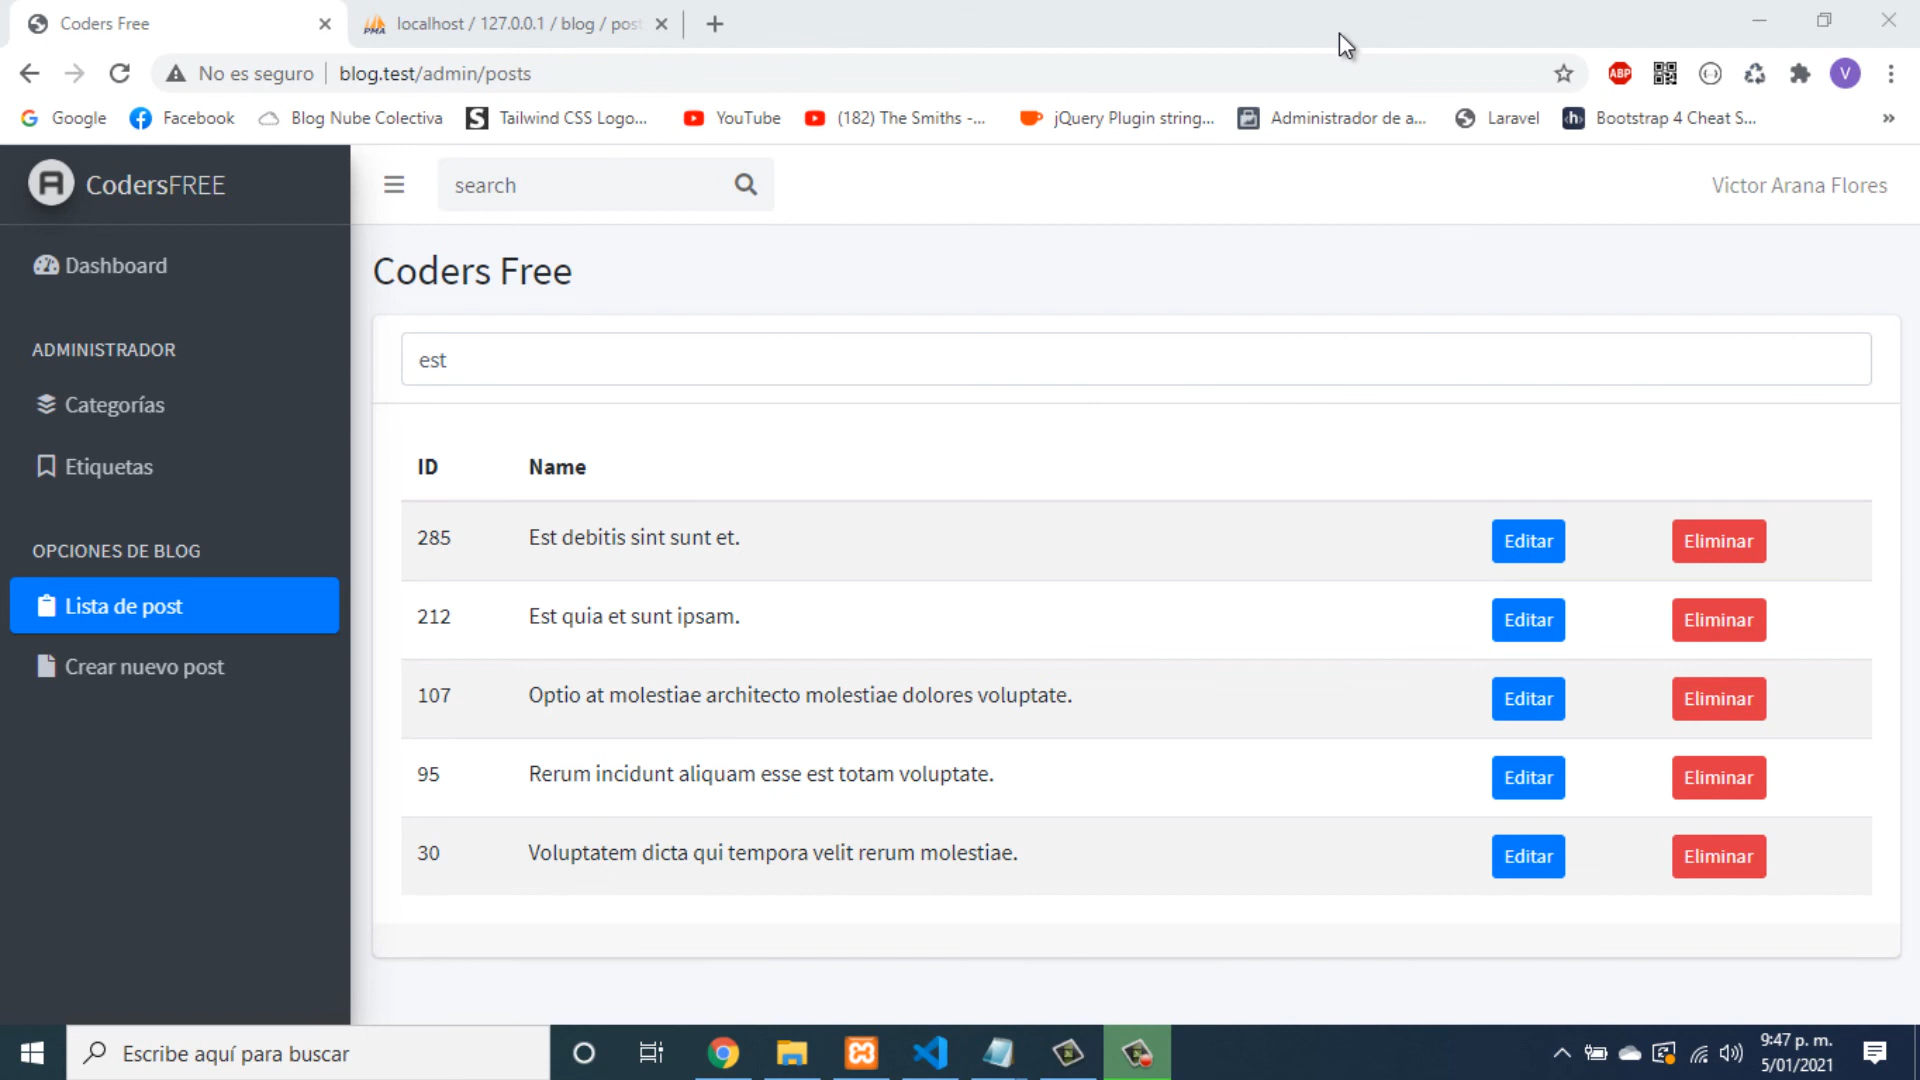 Coders Free
localhost / 127.0.0.1 / blog / post
No es seguro
blog.test/admin/posts
ABP
V
Google
Facebook
Blog Nube Colectiva
Tailwind CSS Logo...
YouTube
(182) The Smiths -...
jQuery Plugin string...
Administrador de a...
Laravel
Bootstrap 4 Cheat S...
CodersFREE
search
Victor Arana Flores
Dashboard
ADMINISTRADOR
Categorías
Etiquetas
OPCIONES DE BLOG
Lista de post
Crear nuevo post
Coders Free
est
ID Name
285 Est debitis sint sunt et. Editar Eliminar
212 Est quia et sunt ipsam. Editar Eliminar
107 Optio at molestiae architecto molestiae dolores voluptate. Editar Eliminar
95 Rerum incidunt aliquam esse est totam voluptate. Editar Eliminar
30 Voluptatem dicta qui tempora velit rerum molestiae. Editar Eliminar
Escribe aquí para buscar
9:47 p. m.
5/01/2021